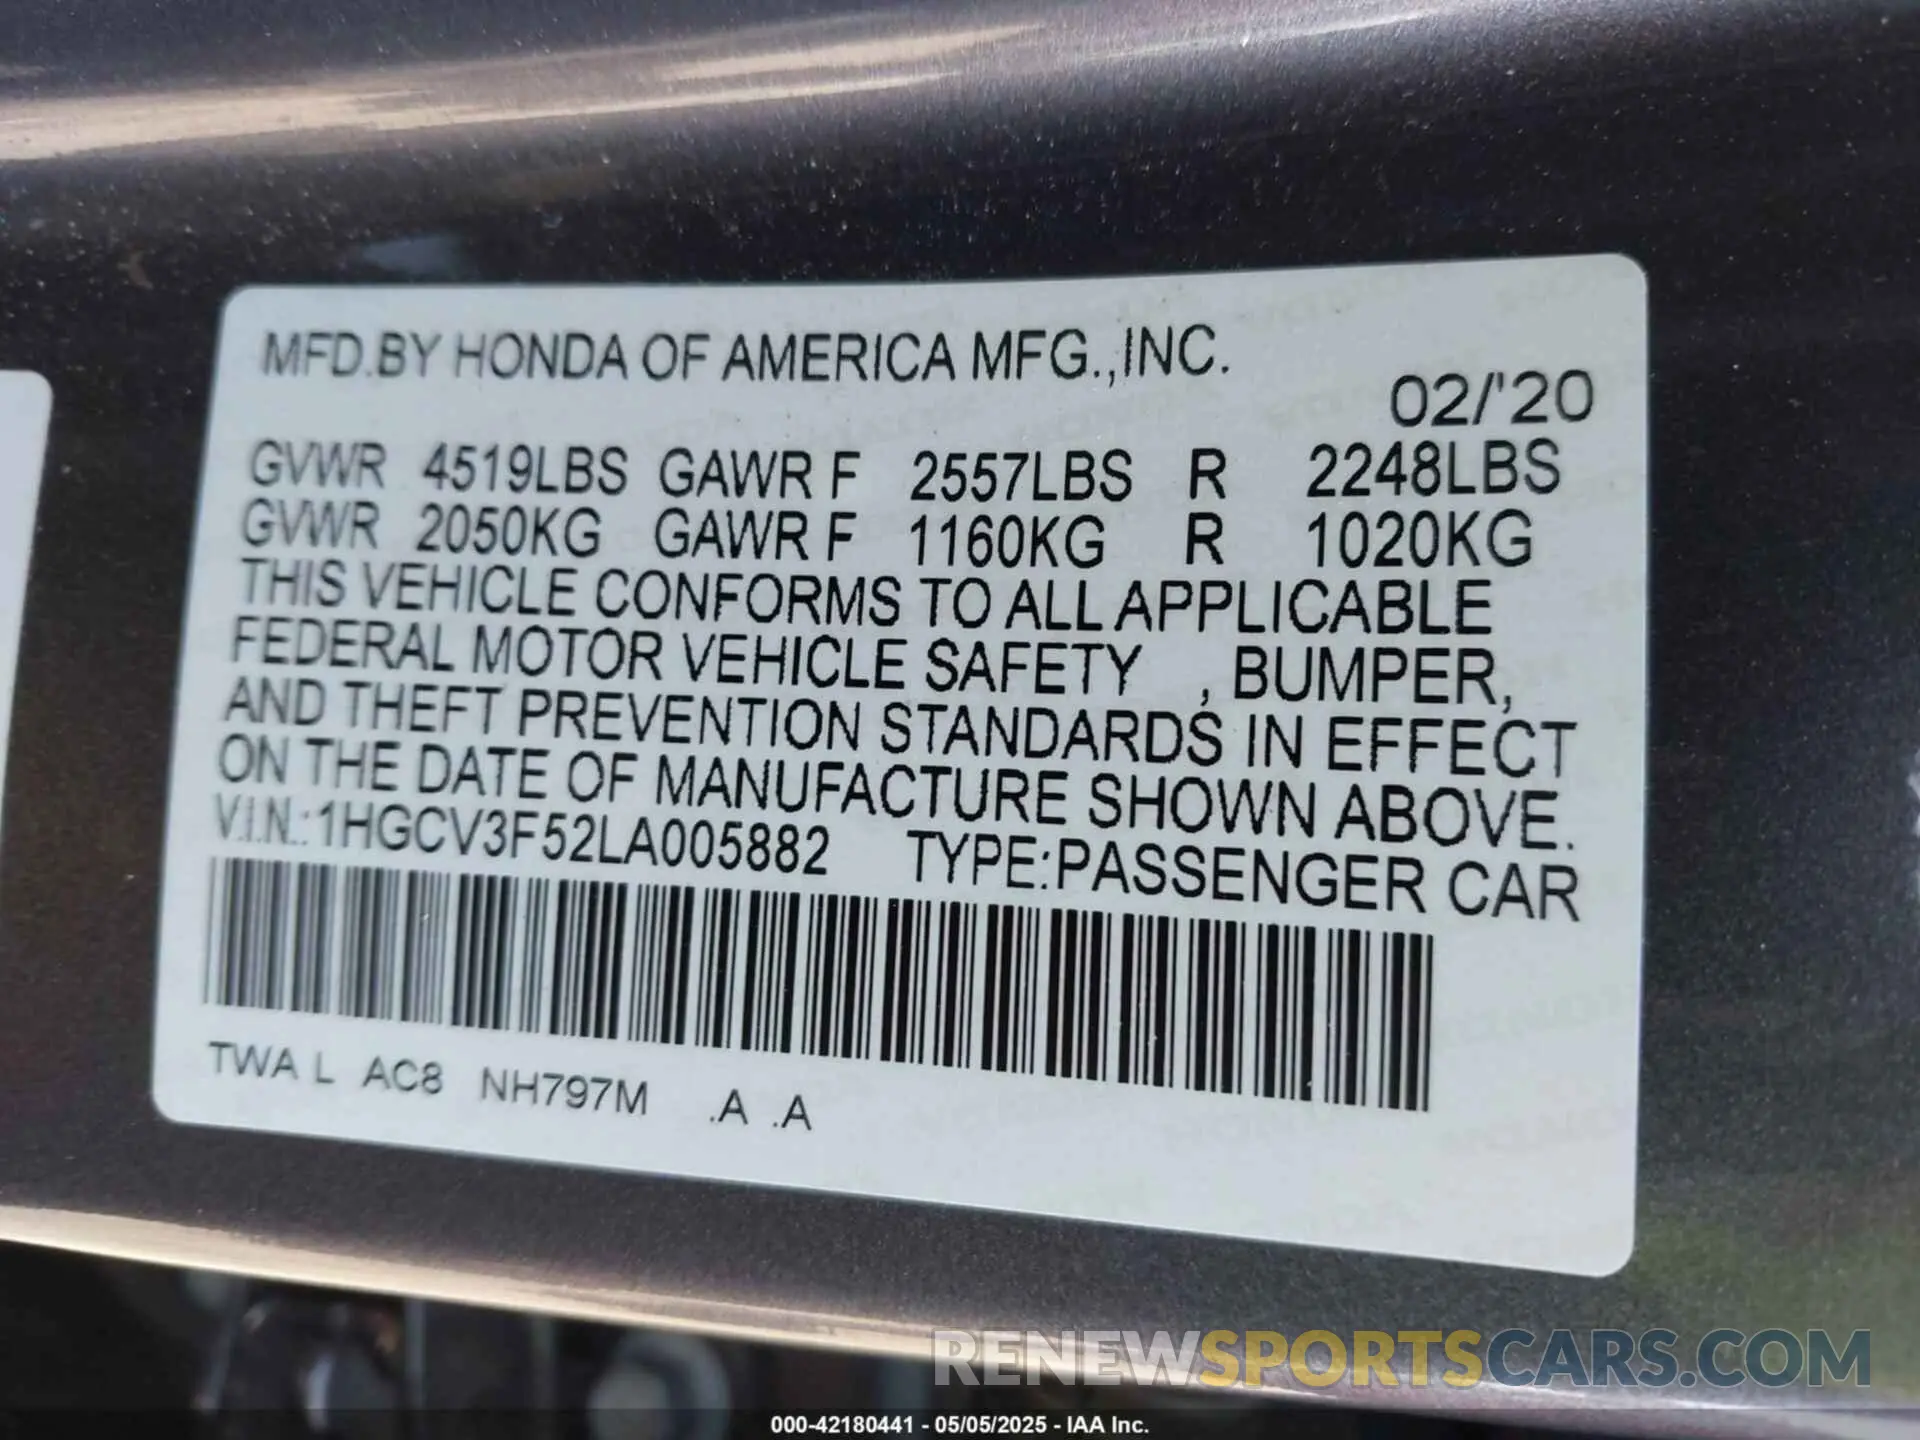 MFD.BY HONDA OF AMERICA MFG.,INC.
02/'20
GVWR 4519LBS GAWR F 2557LBS R 2248LBS
GVWR 2050KG GAWR F 1160KG R 1020KG
THIS VEHICLE CONFORMS TO ALL APPLICABLE
FEDERAL MOTOR VEHICLE SAFETY , BUMPER,
AND THEFT PREVENTION STANDARDS IN EFFECT
ON THE DATE OF MANUFACTURE SHOWN ABOVE.
V.I.N.:1HGCV3F52LA005882 TYPE:PASSENGER CAR
TWA L AC8 NH797M .A .A
RENEWSPORTSCARS.COM
000-42180441 - 05/05/2025 - IAA Inc.